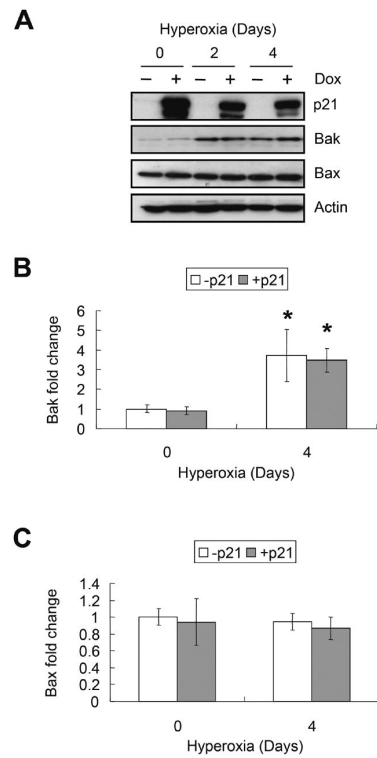 A
Hyperoxia (Days)
0 2 4
– + – + – + Dox
p21
Bak
Bax
Actin
B
-p21 +p21
6
5
4
3
2
1
0
Bak fold change
* *
0 4
Hyperoxia (Days)
C
-p21 +p21
1.4
1.2
1
0.8
0.6
0.4
0.2
0
Bax fold change
0 4
Hyperoxia (Days)